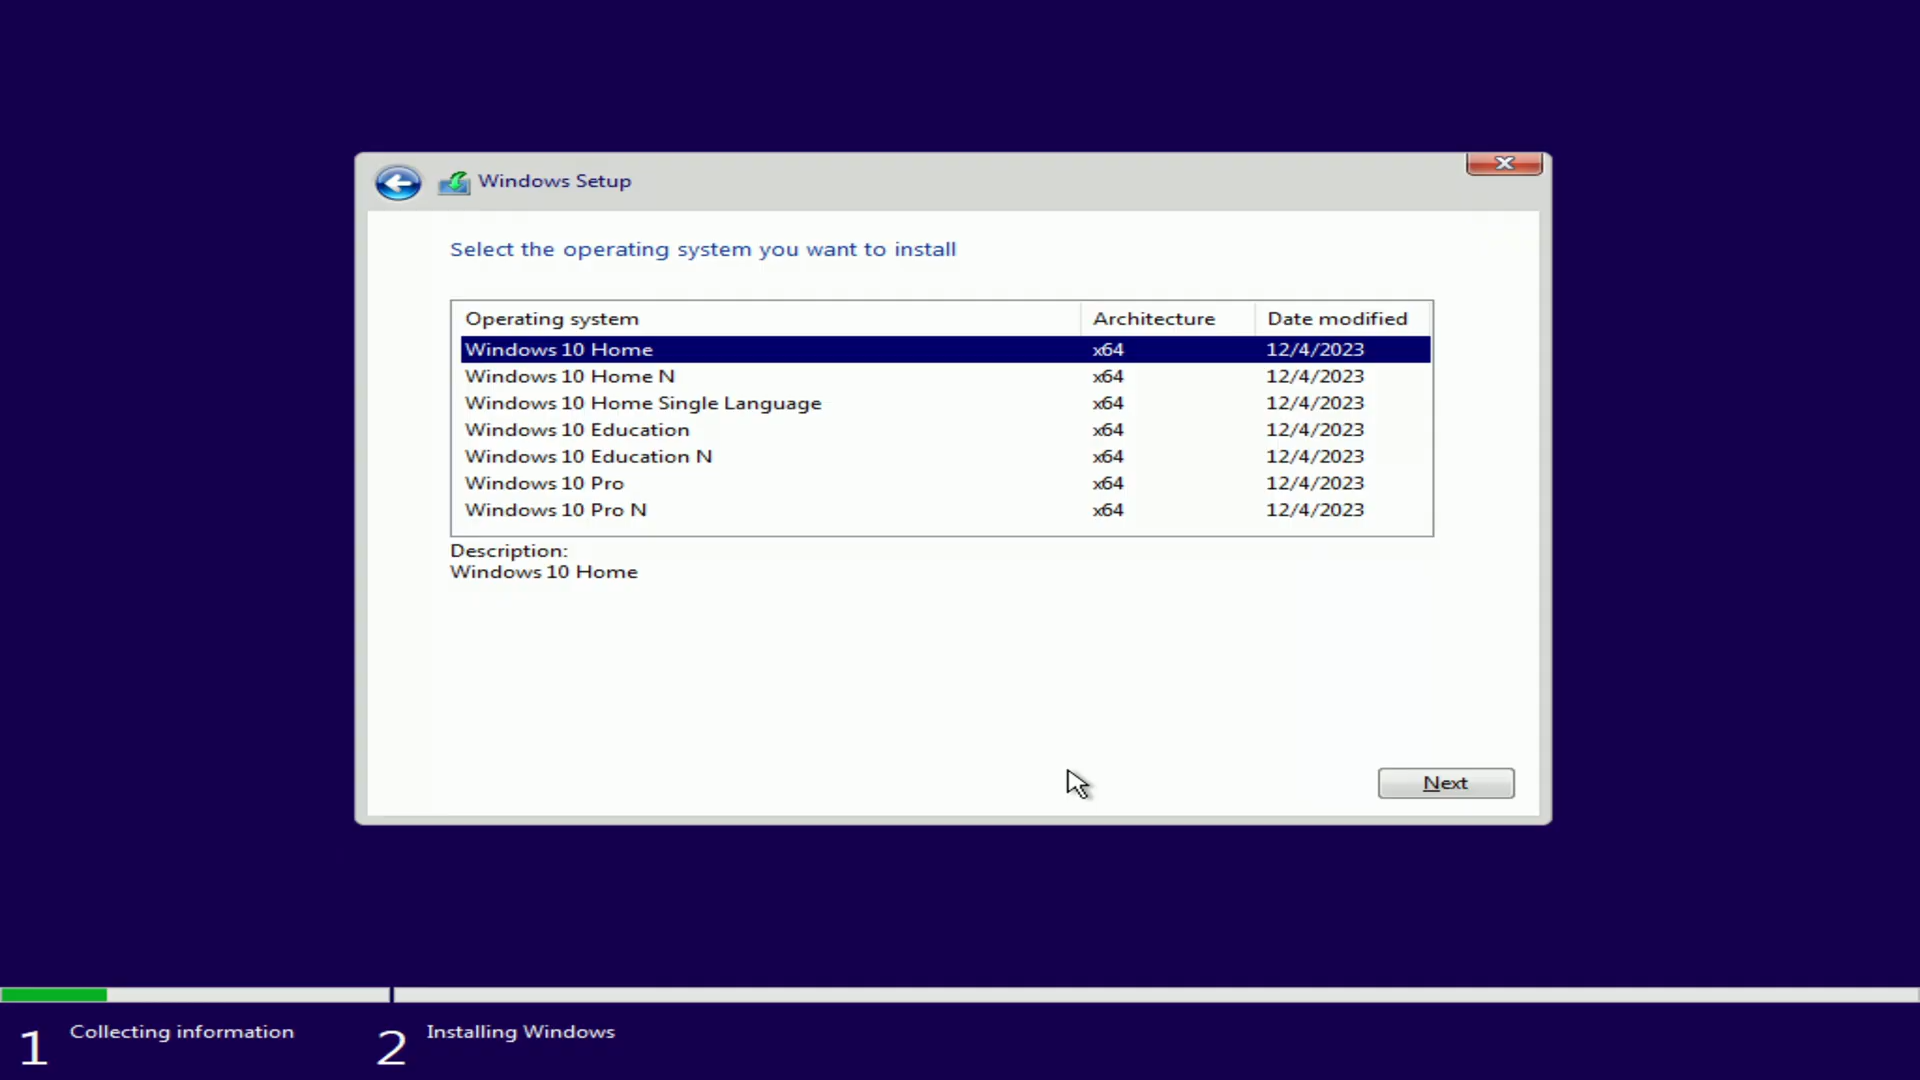 Windows Setup
Select the operating system you want to install
Operating system Architecture Date modified
Windows 10 Home x64 12/4/2023
Windows 10 Home N x64 12/4/2023
Windows 10 Home Single Language x64 12/4/2023
Windows 10 Education x64 12/4/2023
Windows 10 Education N x64 12/4/2023
Windows 10 Pro x64 12/4/2023
Windows 10 Pro N x64 12/4/2023
Description:
Windows 10 Home
Next
1 Collecting information 2 Installing Windows